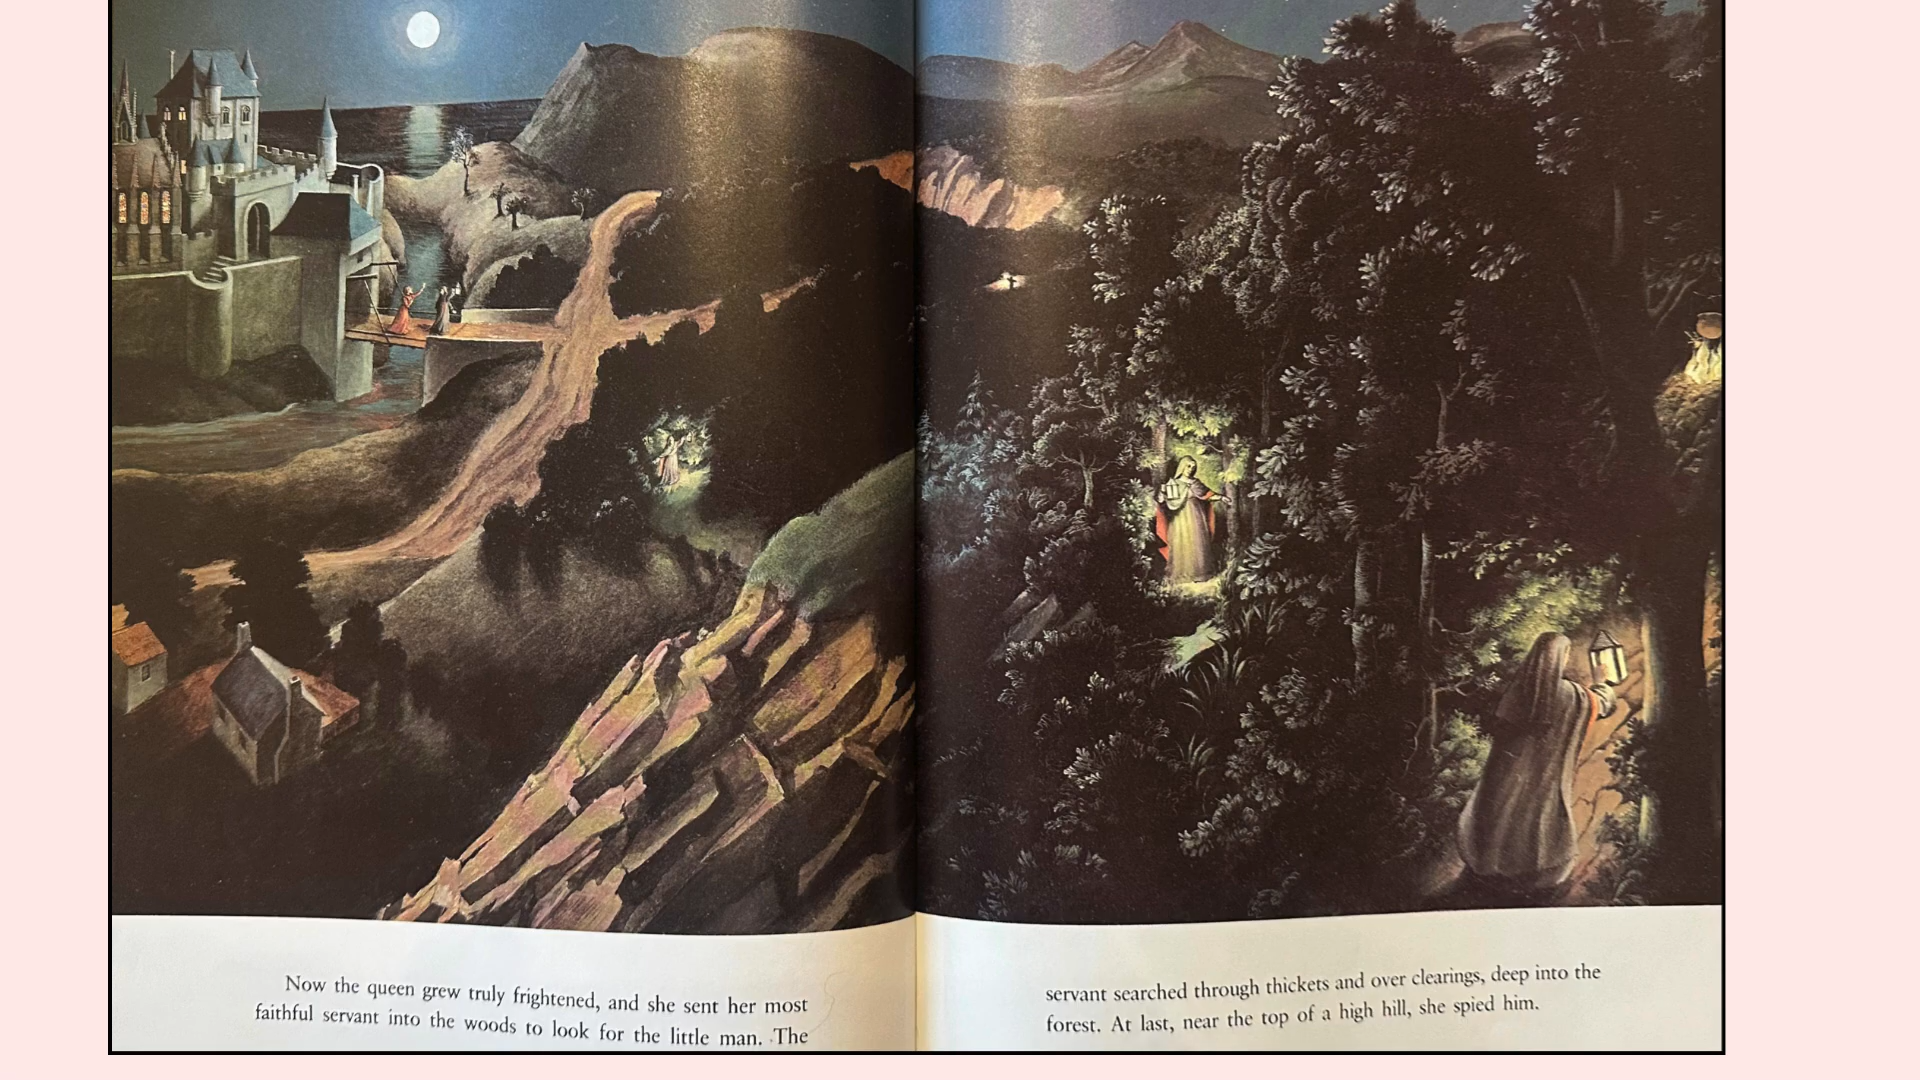 Now the queen grew truly frightened, and she sent her most
faithful servant into the woods to look for the little man. The
servant searched through thickets and over clearings, deep into the
forest. At last, near the top of a high hill, she spied him.